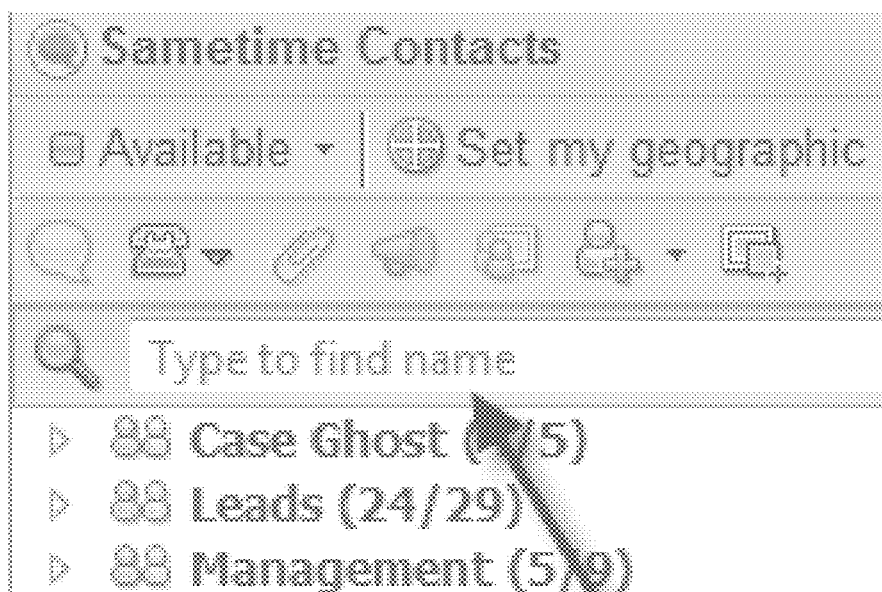 Sametime Contacts
Available | Set my geographic
Type to find name
Case Ghost ( /5)
Leads (24/29)
Management (5/9)